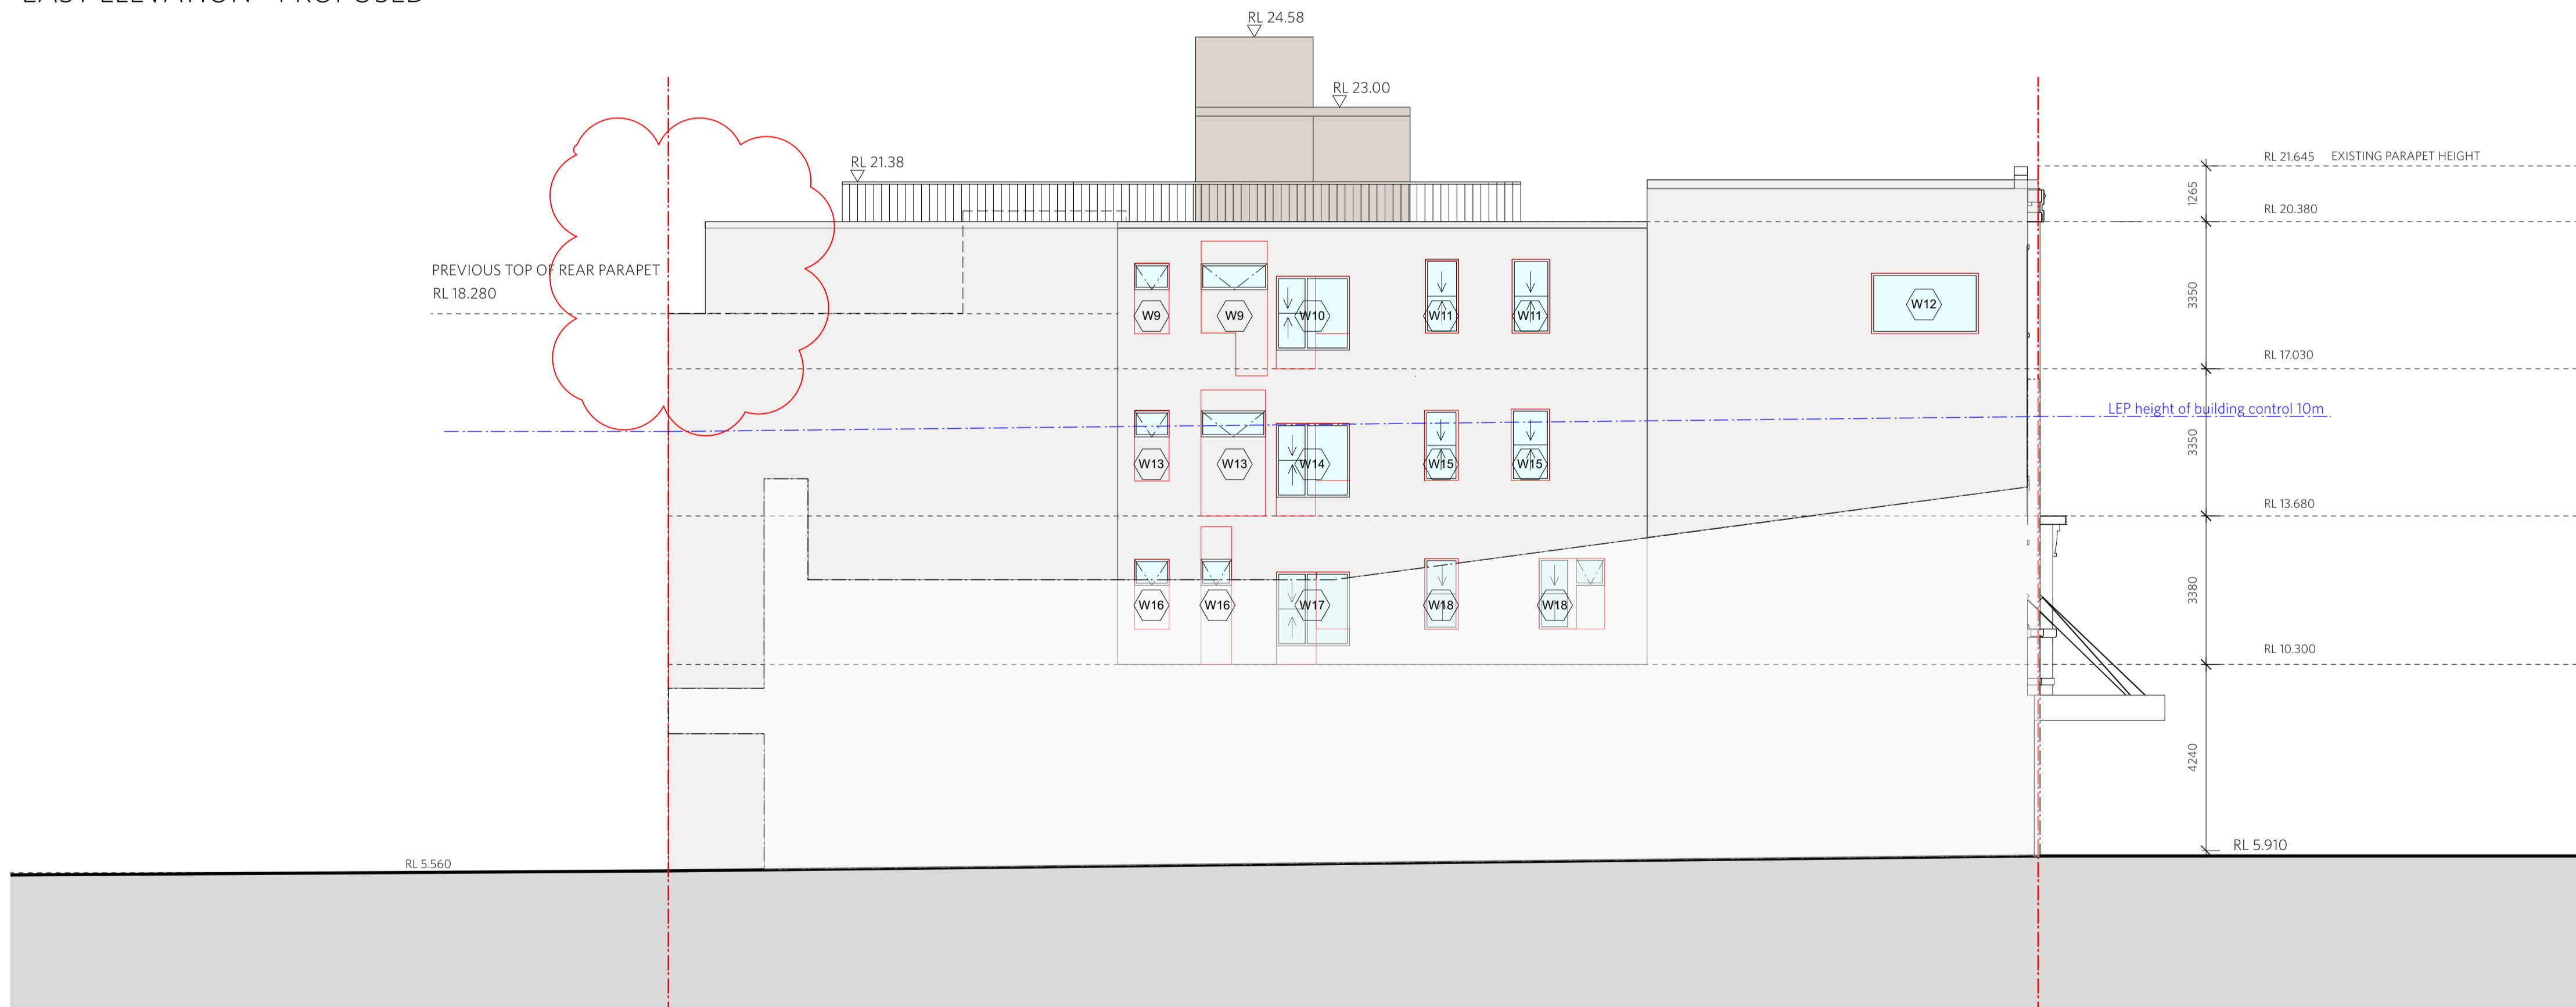 EAST ELEVATION - PROPOSED
RL 24.58
RL 23.00
RL 21.38
RL 21.645 EXISTING PARAPET HEIGHT
1265
RL 20.380
PREVIOUS TOP OF REAR PARAPET
RL 18.280
3350
W9
W9
W10
W11
W11
W12
RL 17.030
LEP height of building control 10m
3350
W13
W13
W14
W15
W15
RL 13.680
3380
W16
W16
W17
W18
W18
RL 10.300
4240
RL 5.910
RL 5.560